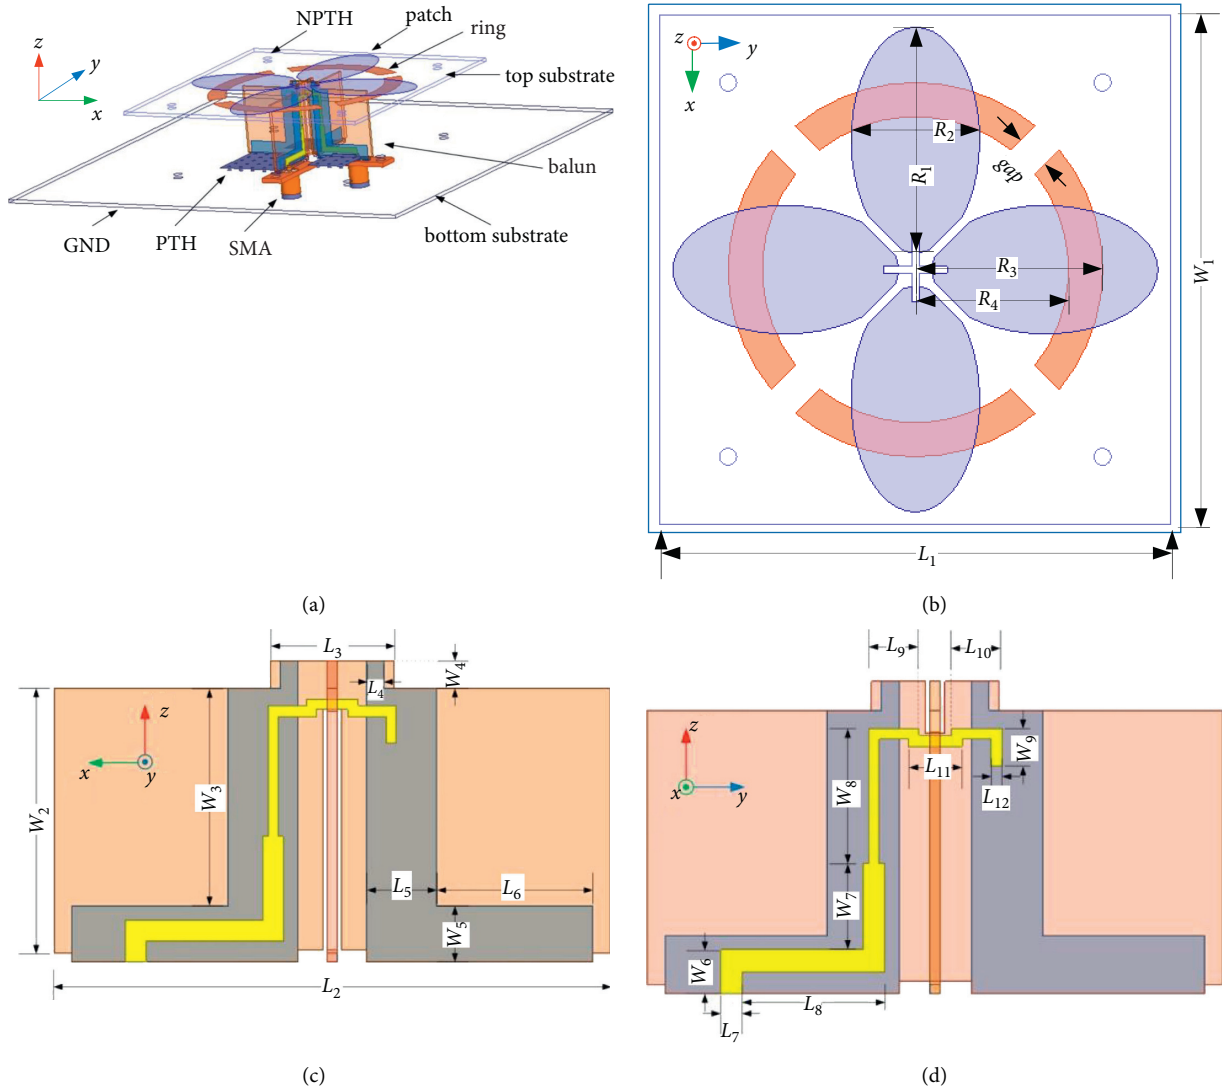 NPTH
patch
ring
top substrate
balun
bottom substrate
SMA
PTH
GND
z
y
x
(a)
z
y
x
R1
R2
gap
R3
R4
W1
L1
(b)
L3
W4
L4
z
x
y
W2
W3
L5
L6
W5
L2
(c)
L9
L10
z
x
y
W8
W9
L11
L12
W7
W6
L7
L8
(d)